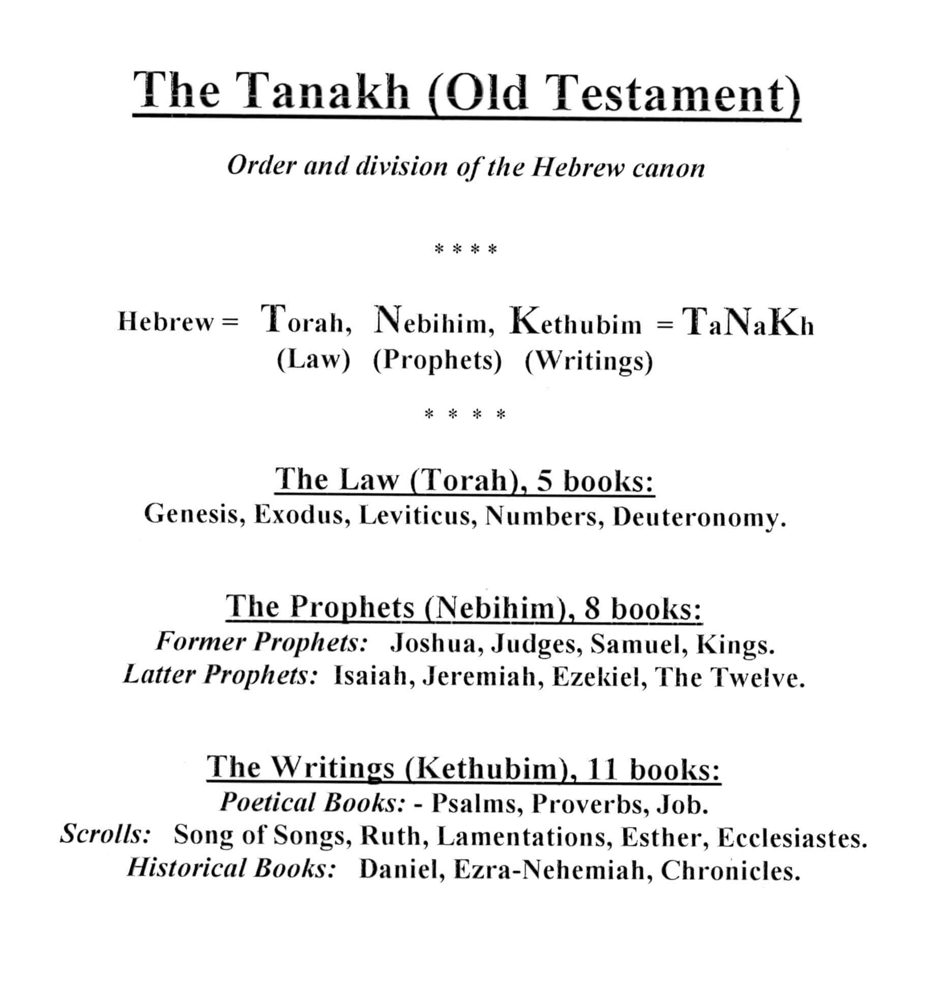 The Tanakh (Old Testament)
Order and division of the Hebrew canon
* * * *
Hebrew = Torah, Nebihim, Kethubim = TaNaKh
(Law) (Prophets) (Writings)
* * * *
The Law (Torah), 5 books:
Genesis, Exodus, Leviticus, Numbers, Deuteronomy.
The Prophets (Nebihim), 8 books:
Former Prophets: Joshua, Judges, Samuel, Kings.
Latter Prophets: Isaiah, Jeremiah, Ezekiel, The Twelve.
The Writings (Kethubim), 11 books:
Poetical Books: - Psalms, Proverbs, Job.
Scrolls: Song of Songs, Ruth, Lamentations, Esther, Ecclesiastes.
Historical Books: Daniel, Ezra-Nehemiah, Chronicles.